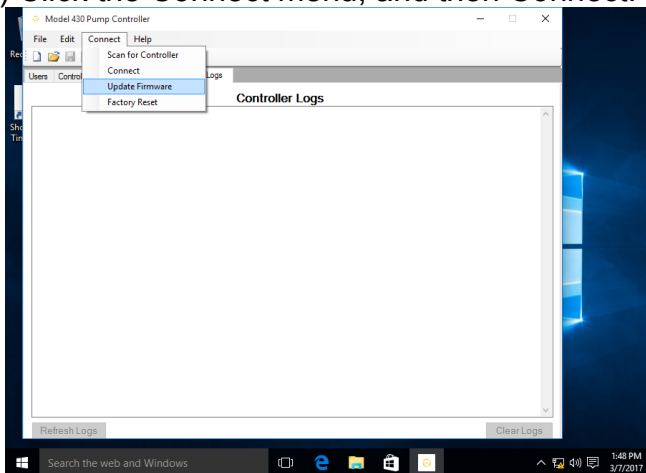 ) Click the Connect menu, and then Connect.
Model 430 Pump Controller
File Edit Connect Help
Scan for Controller
Connect
Update Firmware
Factory Reset
Users Logs
Controller Logs
Refresh Logs Clear Logs
Search the web and Windows
1:48 PM
3/7/2017